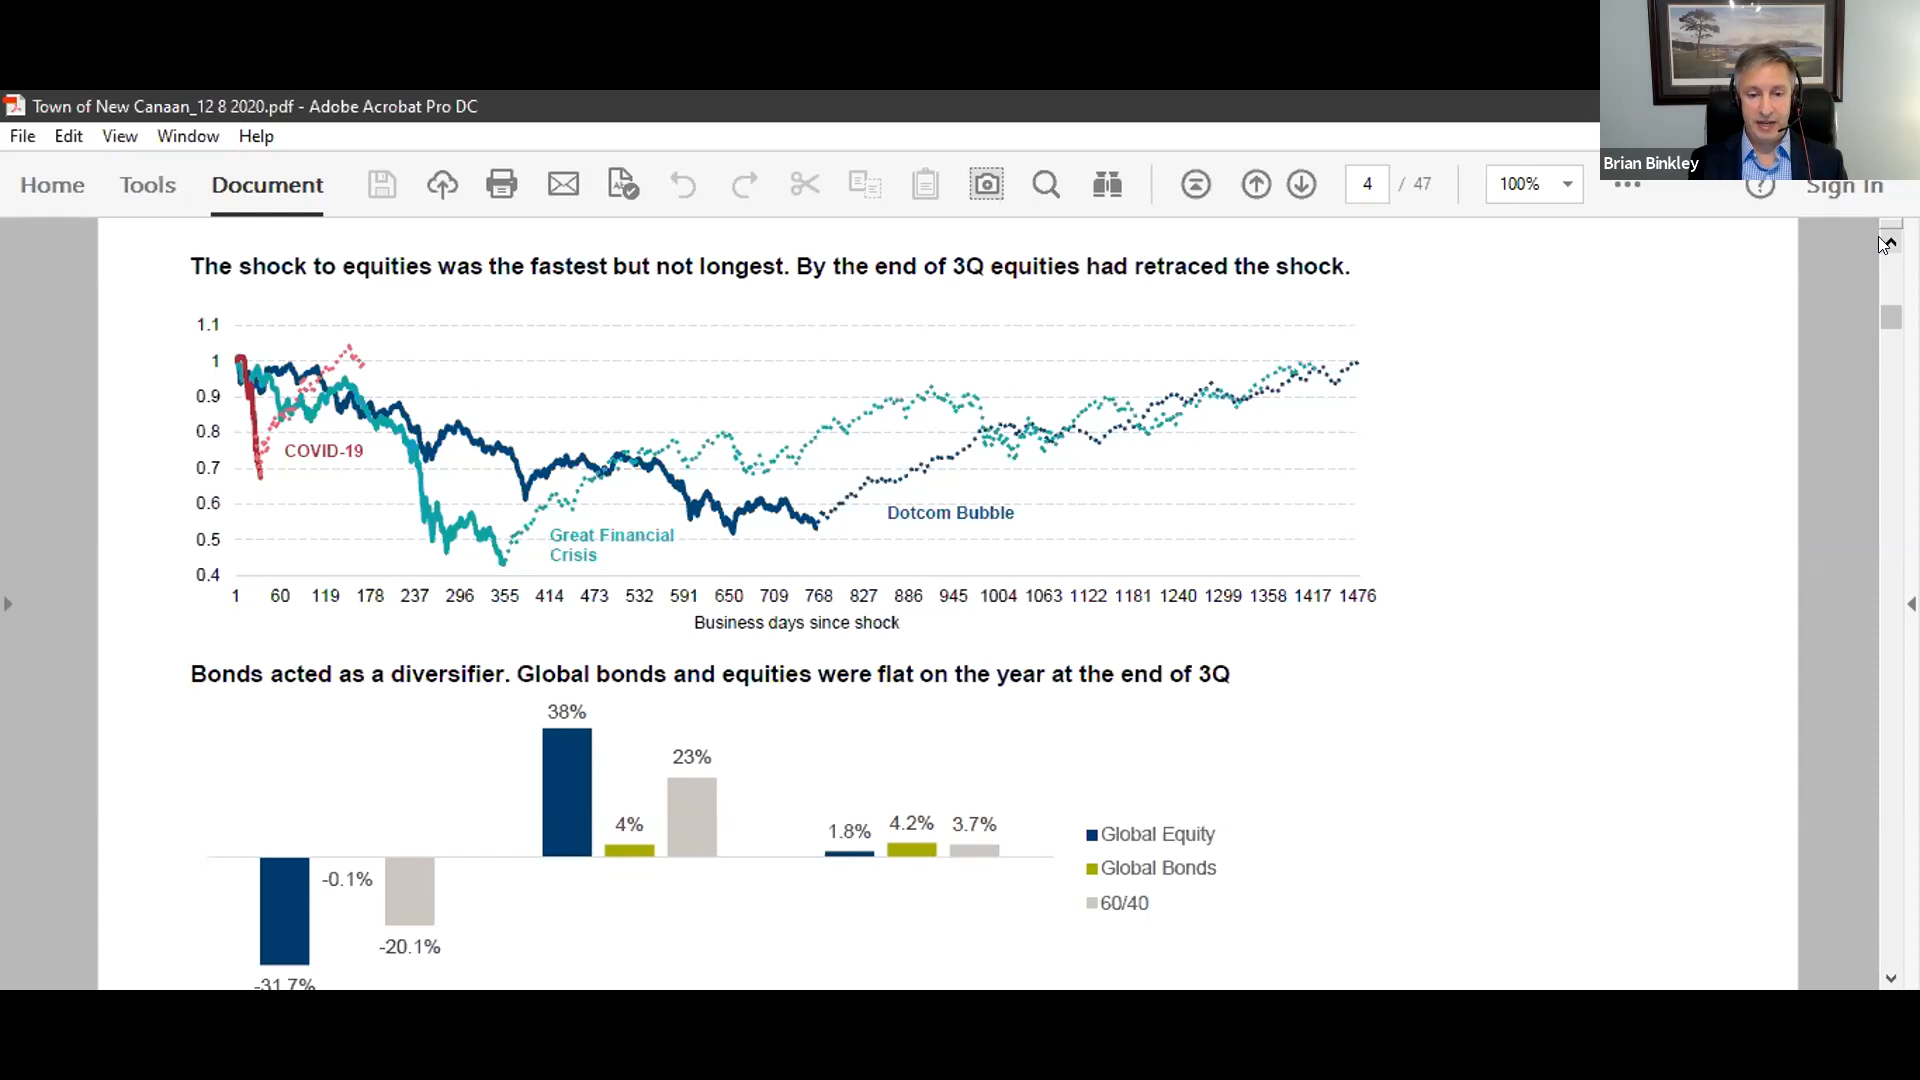 Town of New Canaan_12 8 2020.pdf - Adobe Acrobat Pro DC
File Edit View Window Help
Brian Binkley
Home Tools Document 4 / 47 100% Sign In
The shock to equities was the fastest but not longest. By the end of 3Q equities had retraced the shock.
1.1
1
0.9
0.8
0.7
0.6
0.5
0.4
COVID-19
Great Financial
Crisis
Dotcom Bubble
1 60 119 178 237 296 355 414 473 532 591 650 709 768 827 886 945 1004 1063 1122 1181 1240 1299 1358 1417 1476
Business days since shock
Bonds acted as a diversifier. Global bonds and equities were flat on the year at the end of 3Q
38%
23%
4%
1.8% 4.2% 3.7%
-0.1%
-20.1%
-31.7%
Global Equity
Global Bonds
60/40